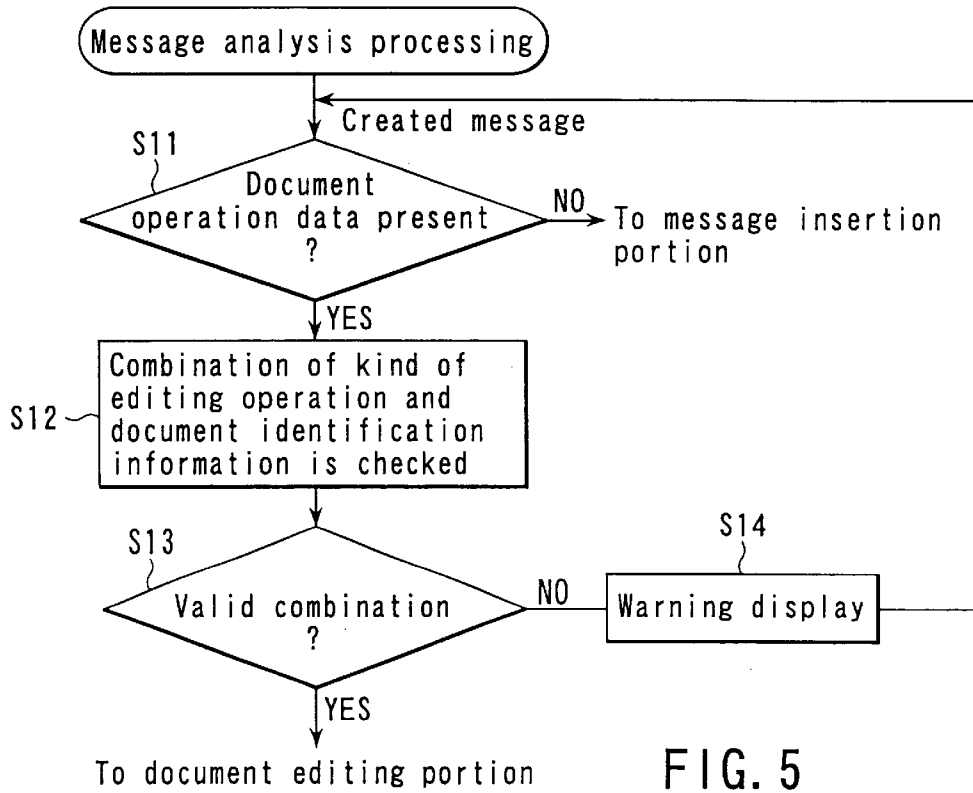 Message analysis processing
Created message
S11
Document
operation data present
?
NO
To message insertion
portion
YES
S12
Combination of kind of
editing operation and
document identification
information is checked
S13
Valid combination
?
NO
S14
Warning display
YES
To document editing portion
FIG. 5